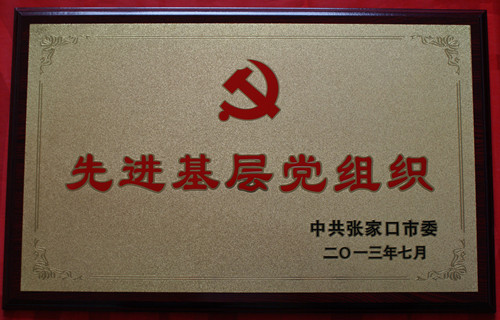 先进基层党组织
中共张家口市委
二〇一三年七月